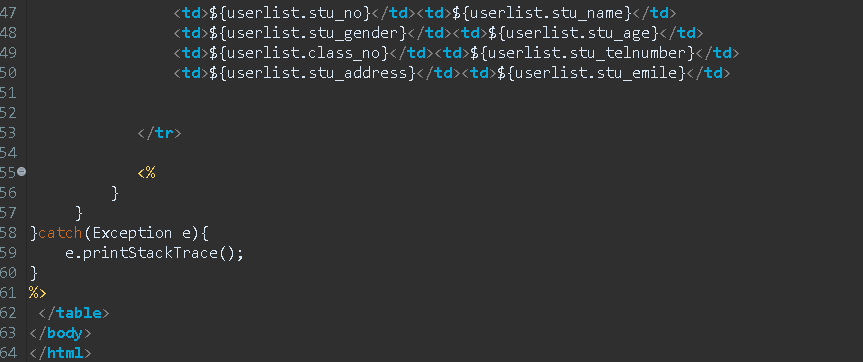 47 <td>${userlist.stu_no}</td><td>${userlist.stu_name}</td>
48 <td>${userlist.stu_gender}</td><td>${userlist.stu_age}</td>
49 <td>${userlist.class_no}</td><td>${userlist.stu_telnumber}</td>
50 <td>${userlist.stu_address}</td><td>${userlist.stu_emile}</td>
51
52
53 </tr>
54
55 <%
56 }
57 }
58 }catch(Exception e){
59 e.printStackTrace();
60 }
61 %>
62 </table>
63 </body>
64 </html>